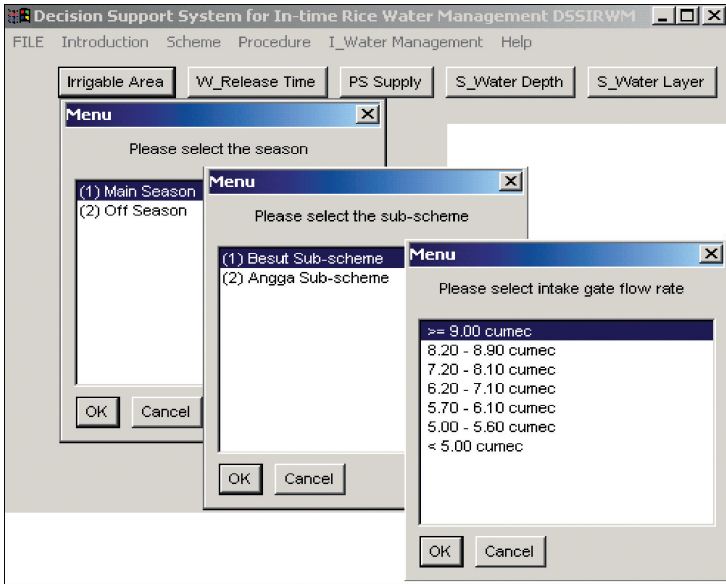 Decision Support System for In-time Rice Water Management DSSIRWM
FILE Introduction Scheme Procedure I_Water Management Help
Irrigable Area W_Release Time PS Supply S_Water Depth S_Water Layer
Menu
Please select the season
(1) Main Season
(2) Off Season
OK Cancel
Menu
Please select the sub-scheme
(1) Besut Sub-scheme
(2) Angga Sub-scheme
OK Cancel
Menu
Please select intake gate flow rate
>= 9.00 cumec
8.20 - 8.90 cumec
7.20 - 8.10 cumec
6.20 - 7.10 cumec
5.70 - 6.10 cumec
5.00 - 5.60 cumec
< 5.00 cumec
OK Cancel